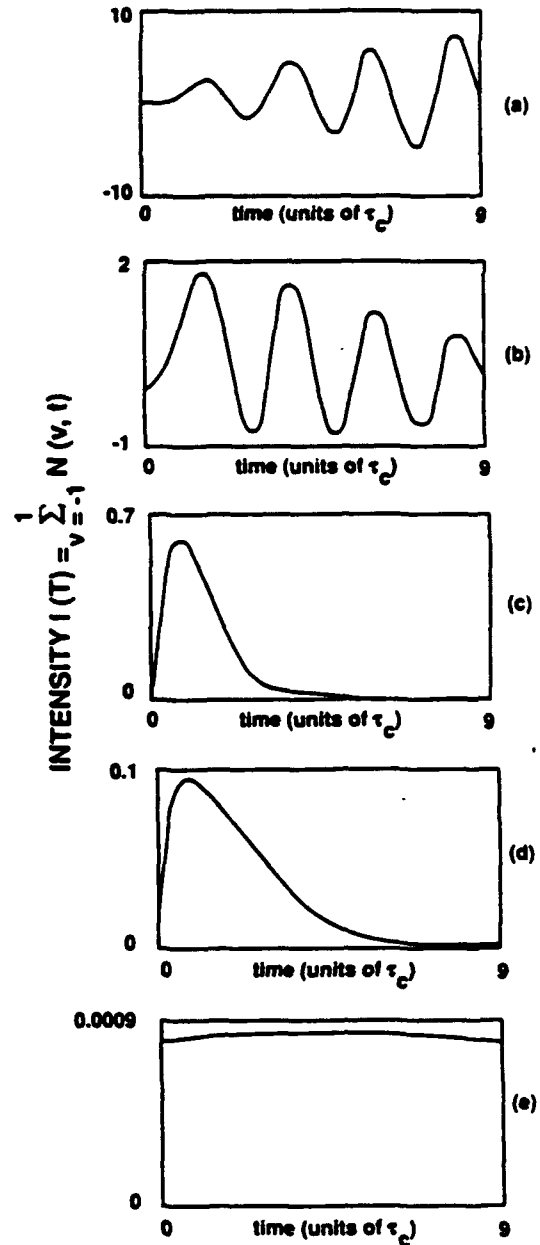 INTENSITY I (T) = 1 Σ v = -1 N (v, t)
10
(a)
-10
0 time (units of τc) 9
2
(b)
-1
0 time (units of τc) 9
0.7
(c)
0
0 time (units of τc) 9
0.1
(d)
0
0 time (units of τc) 9
0.0009
(e)
0
0 time (units of τc) 9